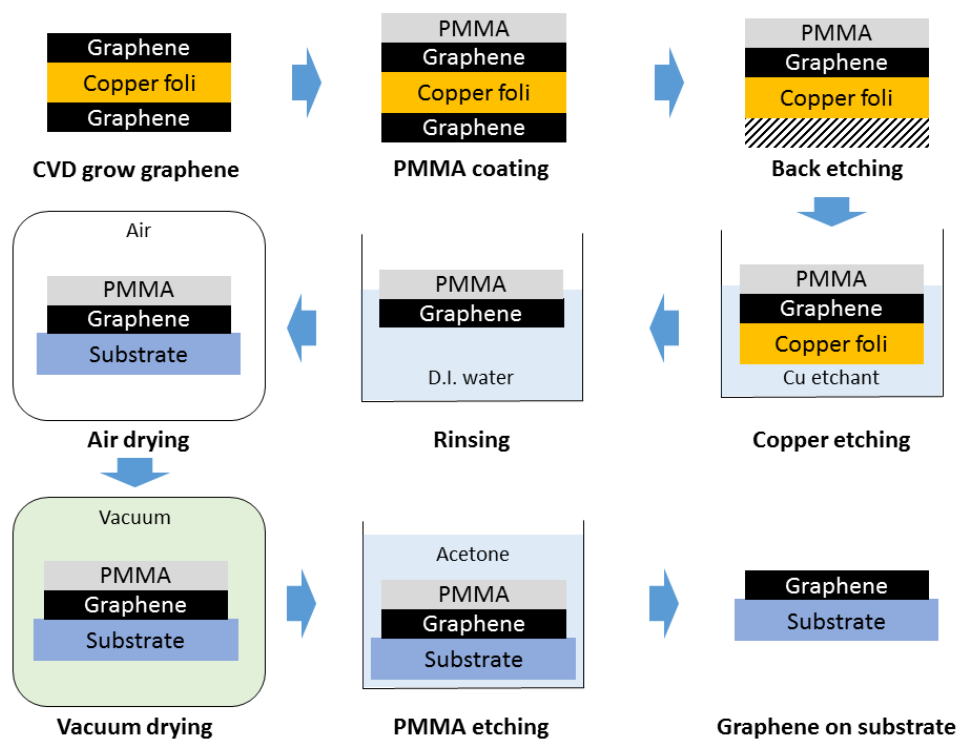 Graphene
Copper foli
Graphene
CVD grow graphene
PMMA
Graphene
Copper foli
Graphene
PMMA coating
PMMA
Graphene
Copper foli
Back etching
PMMA
Graphene
Copper foli
Cu etchant
Copper etching
PMMA
Graphene
D.I. water
Rinsing
Air
PMMA
Graphene
Substrate
Air drying
Vacuum
PMMA
Graphene
Substrate
Vacuum drying
Acetone
PMMA
Graphene
Substrate
PMMA etching
Graphene
Substrate
Graphene on substrate